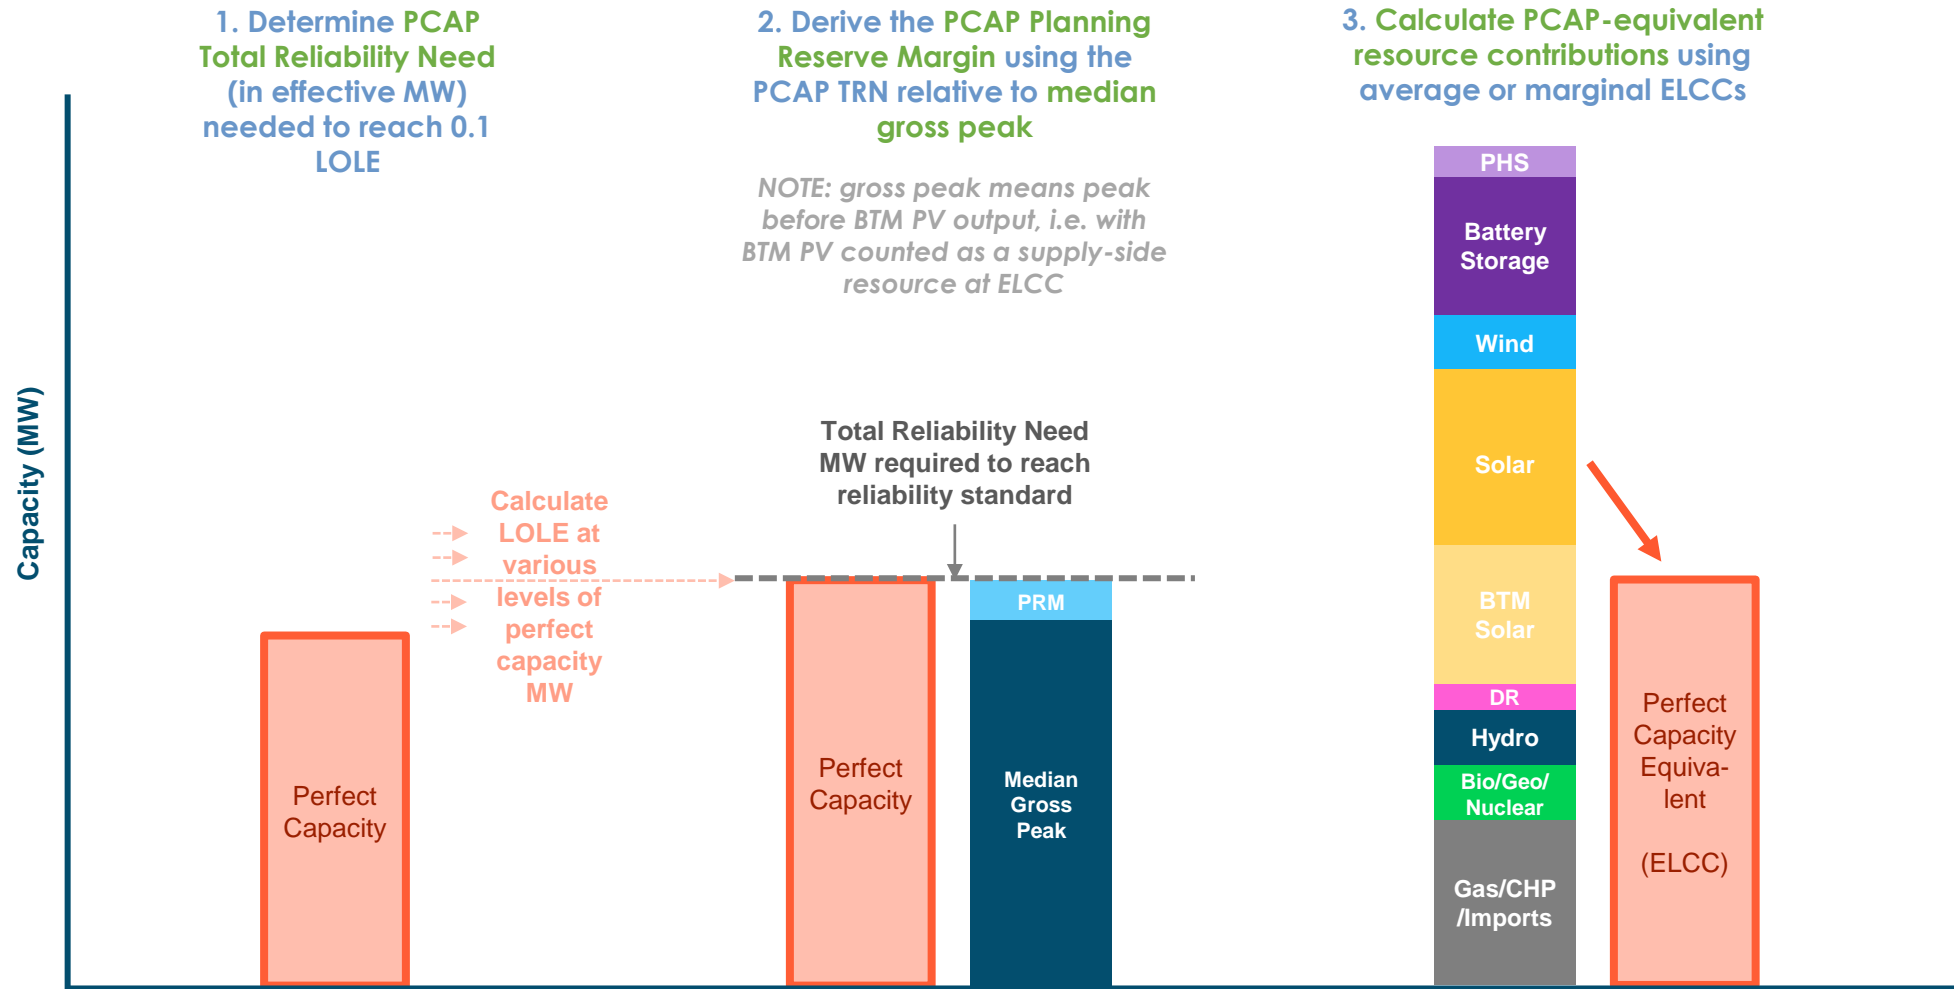 1. Determine PCAP
Total Reliability Need
(in effective MW)
needed to reach 0.1
LOLE
2. Derive the PCAP Planning
Reserve Margin using the
PCAP TRN relative to median
gross peak
NOTE: gross peak means peak
before BTM PV output, i.e. with
BTM PV counted as a supply-side
resource at ELCC
3. Calculate PCAP-equivalent
resource contributions using
average or marginal ELCCs
Capacity (MW)
Perfect
Capacity
Calculate
LOLE at
various
levels of
perfect
capacity
MW
Total Reliability Need
MW required to reach
reliability standard
Perfect
Capacity
PRM
Median
Gross
Peak
PHS
Battery
Storage
Wind
Solar
BTM
Solar
DR
Hydro
Bio/Geo/
Nuclear
Gas/CHP
/Imports
Perfect
Capacity
Equiva-
lent
(ELCC)